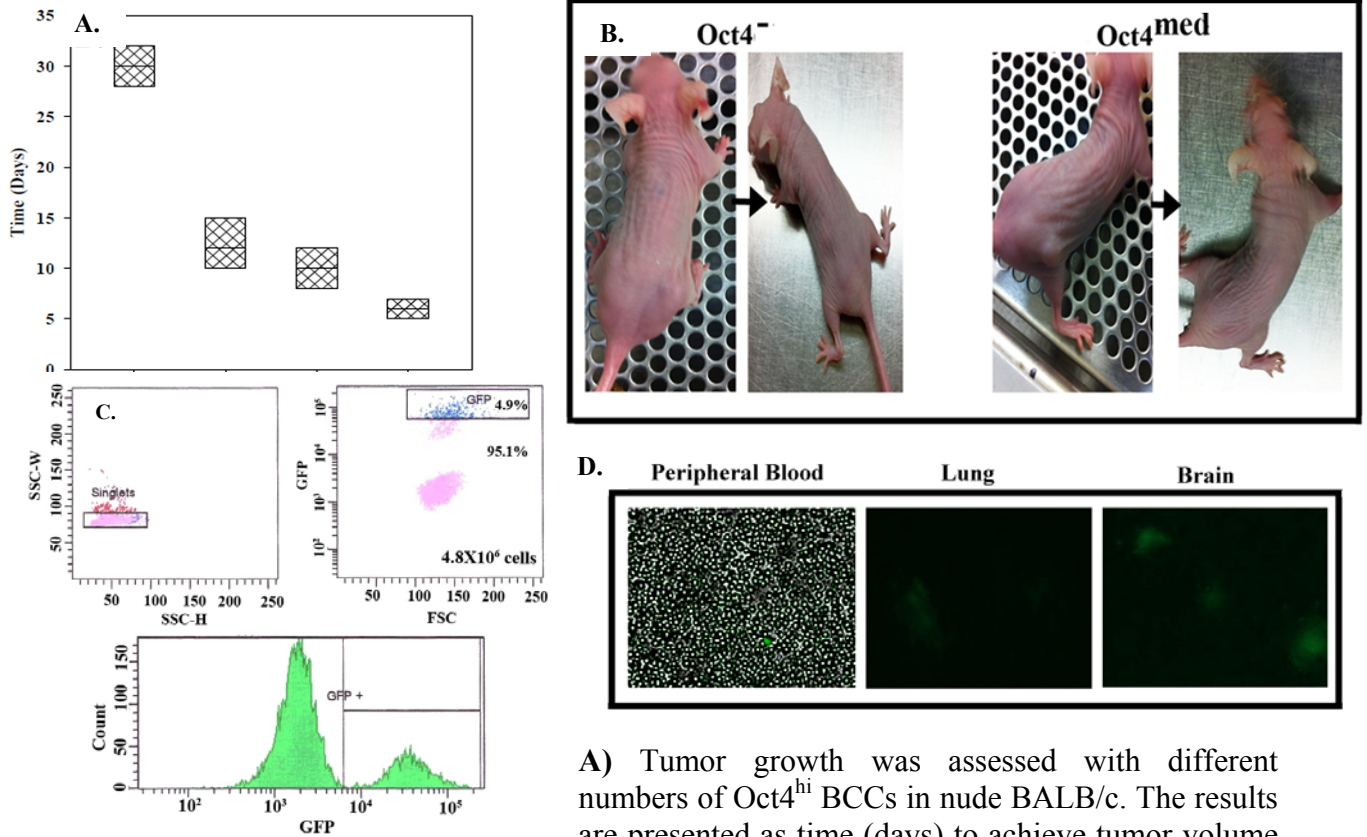 A.
35
30
25
20
15
10
5
0
Time (Days)
B.
Oct4⁻
Oct4ᵐᵉᵈ
C.
250
200
150
100
50
SSC-W
Singlets
50 100 150 200 250
SSC-H
GFP 4.9%
95.1%
4.8X10⁶ cells
10⁵
10⁴
10³
10²
GFP
50 100 150 200 250
FSC
GFP +
150
100
50
0
Count
10² 10³ 10⁴ 10⁵
GFP
D.
Peripheral Blood Lung Brain
A) Tumor growth was assessed with different
numbers of Oct4ʰⁱ BCCs in nude BALB/c. The results
are presented as time (days) to achieve tumor volume